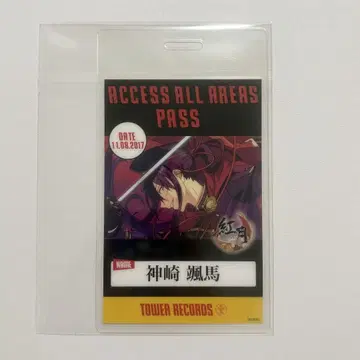 ACCESS ALL AREAS
PASS
DATE
11.08.2017
紅月
NAME
神崎 颯馬
TOWER RECORDS